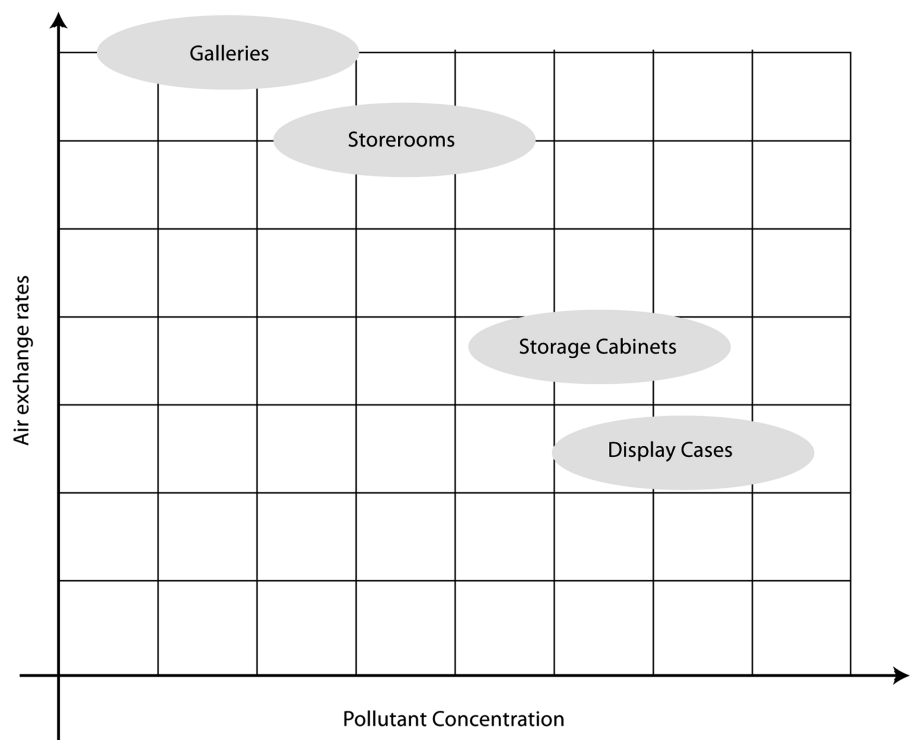 Galleries
Storerooms
Storage Cabinets
Display Cases
Air exchange rates
Pollutant Concentration